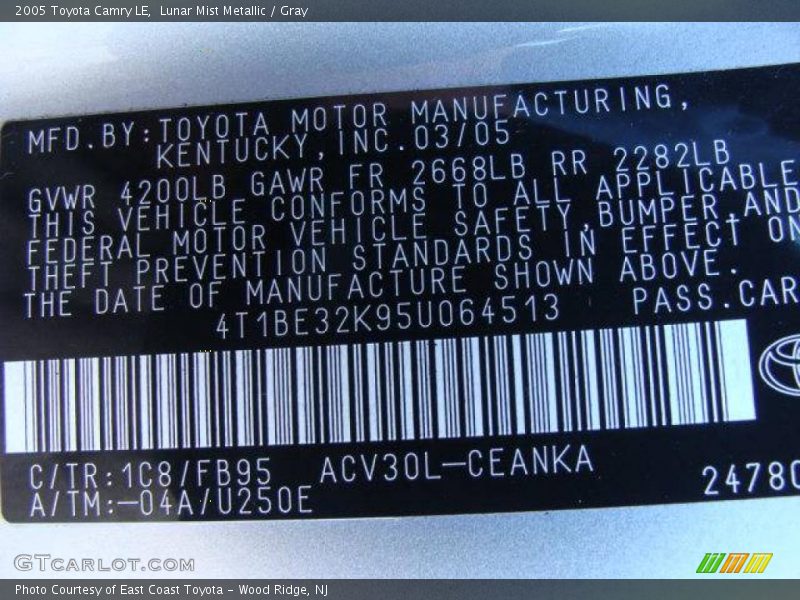 2005 Toyota Camry LE,  Lunar Mist Metallic / Gray
MFD.BY:TOYOTA MOTOR MANUFACTURING,
KENTUCKY,INC.03/05
GVWR 4200LB GAWR FR 2668LB RR 2282LB
THIS VEHICLE CONFORMS TO ALL APPLICABLE
FEDERAL MOTOR VEHICLE SAFETY,BUMPER,AND
THEFT PREVENTION STANDARDS IN EFFECT ON
THE DATE OF MANUFACTURE SHOWN ABOVE.
4T1BE32K95U064513 PASS.CAR
C/TR:1C8/FB95 ACV30L-CEANKA
A/TM:-04A/U250E 2478
GTCARLOT.COM
Photo Courtesy of East Coast Toyota - Wood Ridge, NJ